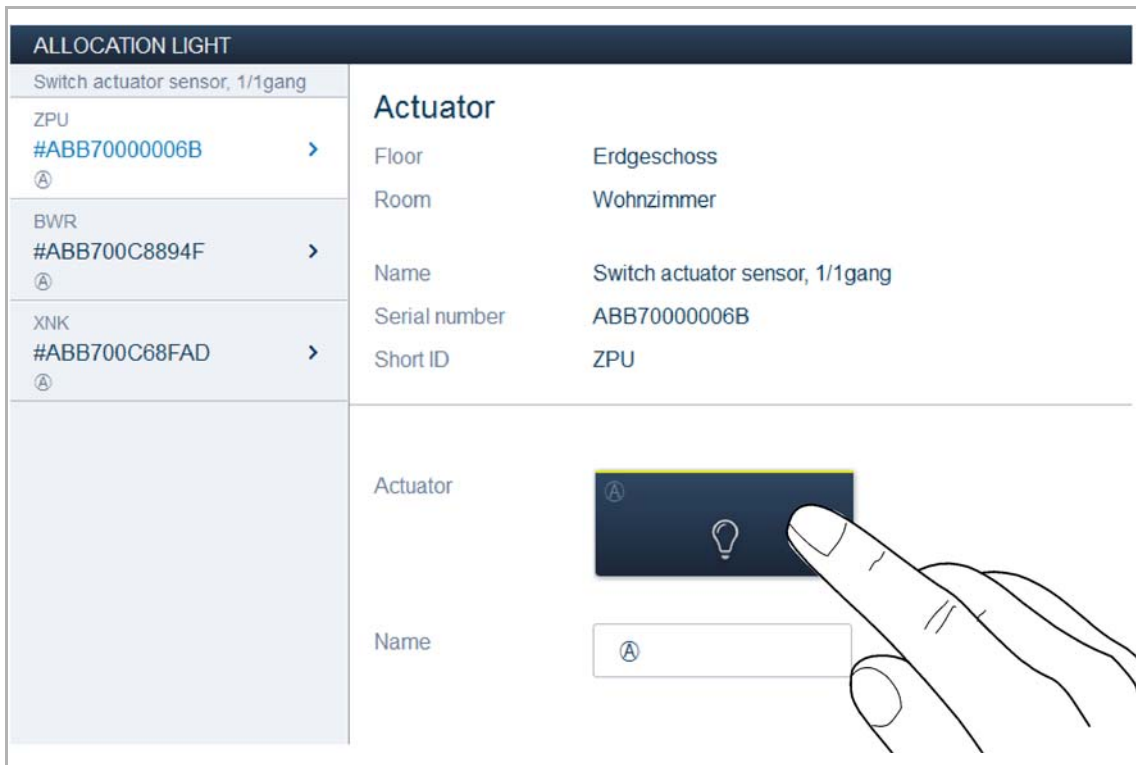 ALLOCATION LIGHT
Switch actuator sensor, 1/1gang
ZPU
#ABB70000006B
Ⓐ
BWR
#ABB700C8894F
Ⓐ
XNK
#ABB700C68FAD
Ⓐ
Actuator
Floor Erdgeschoss
Room Wohnzimmer
Name Switch actuator sensor, 1/1gang
Serial number ABB70000006B
Short ID ZPU
Actuator Ⓐ
Name Ⓐ